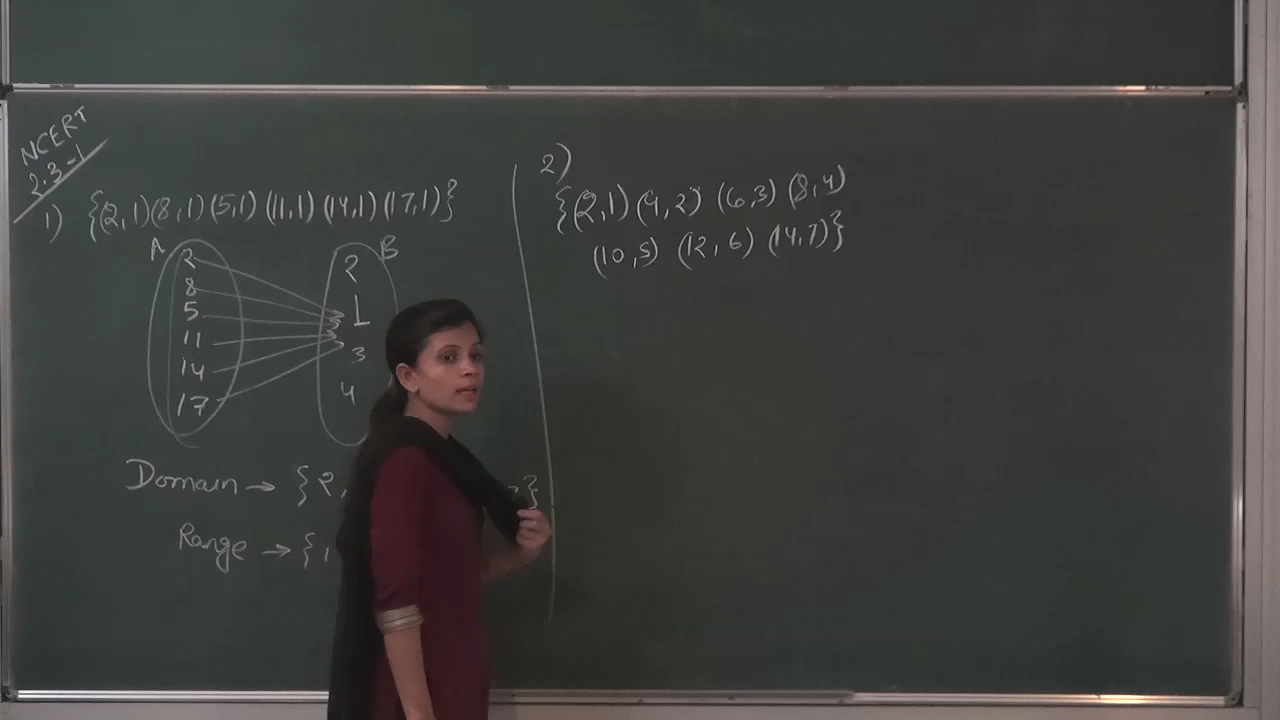 NCERT
2.3-1
1) {(2,1)(8,1)(5,1)(11,1)(14,1)(17,1)}
A
B
2
8
5
11
14
17
2
1
3
4
Domain → {2, }
Range → {1
2)
{(2,1)(4,2)(6,3)(8,4)
(10,5) (12,6) (14,7)}